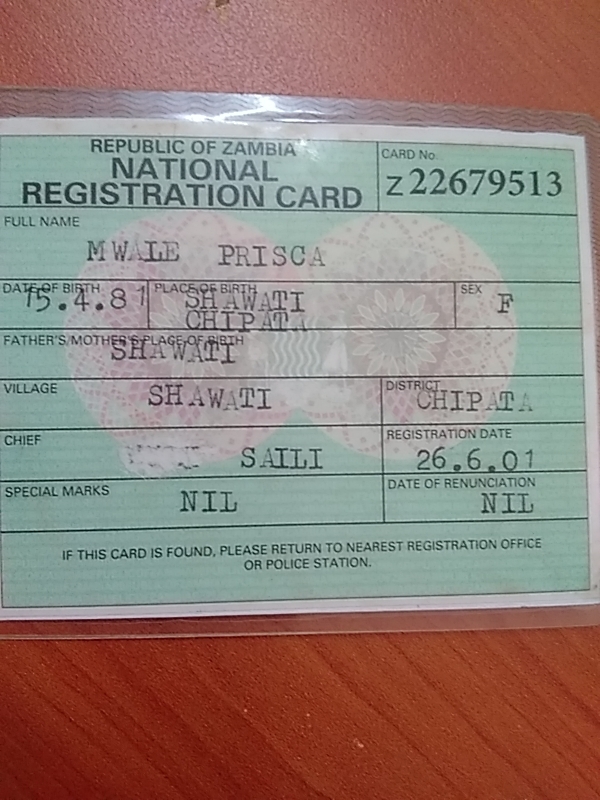 REPUBLIC OF ZAMBIA
NATIONAL
REGISTRATION CARD
CARD No.
Z22679513
FULL NAME
MWALE PRISCA
DATE OF BIRTH
15.4.81
PLACE OF BIRTH
SHAWATI
CHIPATA
SEX
F
FATHER'S/MOTHER'S PLACE OF BIRTH
SHAWATI
VILLAGE
SHAWATI
DISTRICT
CHIPATA
CHIEF
SAILI
REGISTRATION DATE
26.6.01
SPECIAL MARKS
NIL
DATE OF RENUNCIATION
NIL
IF THIS CARD IS FOUND, PLEASE RETURN TO NEAREST REGISTRATION OFFICE
OR POLICE STATION.